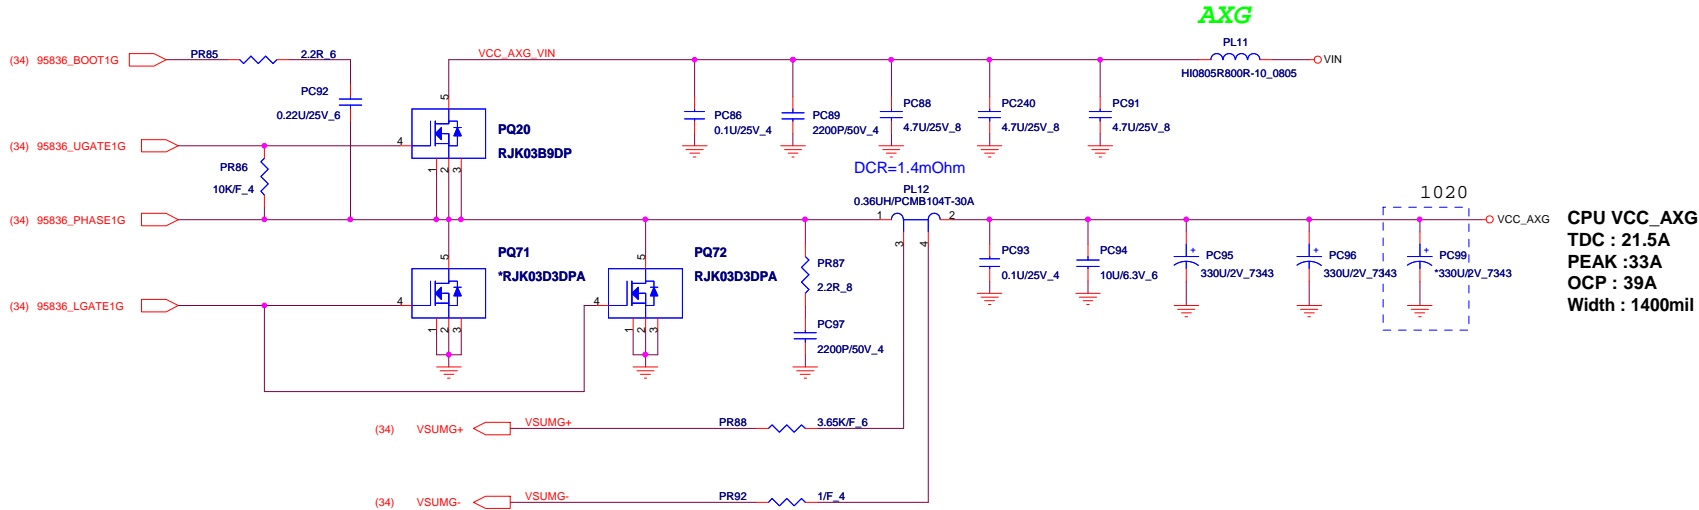 AXG
(34) 95836_BOOT1G
PR85
2.2R_6
VCC_AXG_VIN
PL11
HI0805R800R-10_0805
VIN
PC92
0.22U/25V_6
5
4
1
2
3
PQ20
RJK03B9DP
PC86
0.1U/25V_4
PC89
2200P/50V_4
PC88
4.7U/25V_8
PC240
4.7U/25V_8
PC91
4.7U/25V_8
(34) 95836_UGATE1G
PR86
10K/F_4
DCR=1.4mOhm
PL12
0.36UH/PCMB104T-30A
1
2
3
4
1020
(34) 95836_PHASE1G
VCC_AXG
CPU VCC_AXG
TDC : 21.5A
PEAK :33A
OCP : 39A
Width : 1400mil
5
4
1
2
3
PQ71
*RJK03D3DPA
5
4
1
2
3
PQ72
RJK03D3DPA
PR87
2.2R_8
PC97
2200P/50V_4
PC93
0.1U/25V_4
PC94
10U/6.3V_6
+
PC95
330U/2V_7343
+
PC96
330U/2V_7343
+
PC99
*330U/2V_7343
(34) 95836_LGATE1G
(34) VSUMG+
VSUMG+
PR88
3.65K/F_6
(34) VSUMG-
VSUMG-
PR92
1/F_4